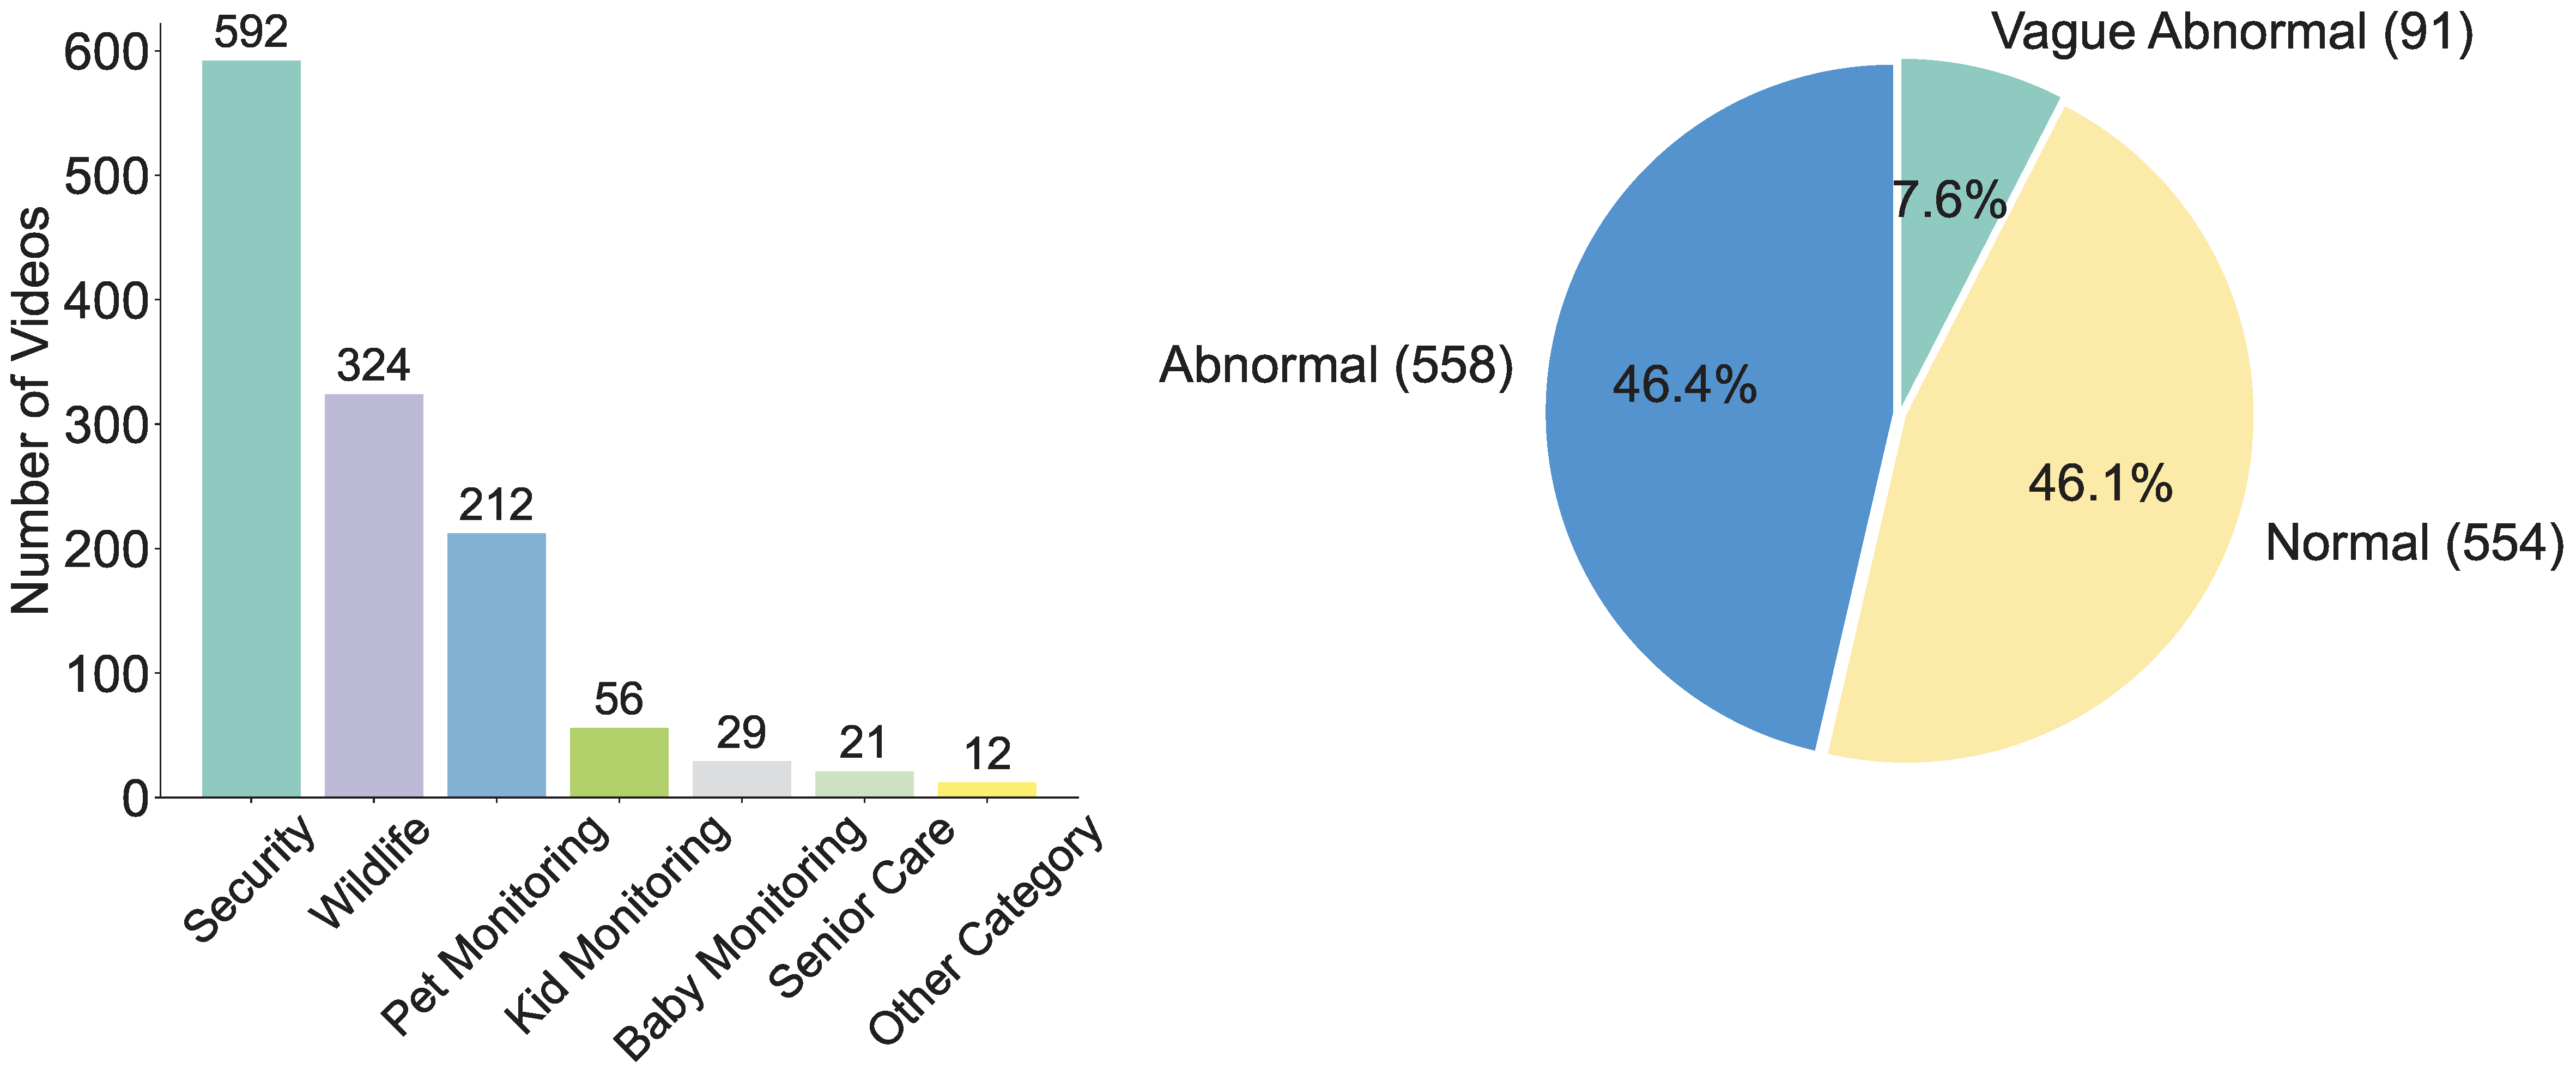 Number of Videos
600
500
400
300
200
100
0
592
324
212
56
29
21
12
Security
Wildlife
Pet Monitoring
Kid Monitoring
Baby Monitoring
Senior Care
Other Category
Vague Abnormal (91)
7.6%
Abnormal (558)
46.4%
46.1%
Normal (554)